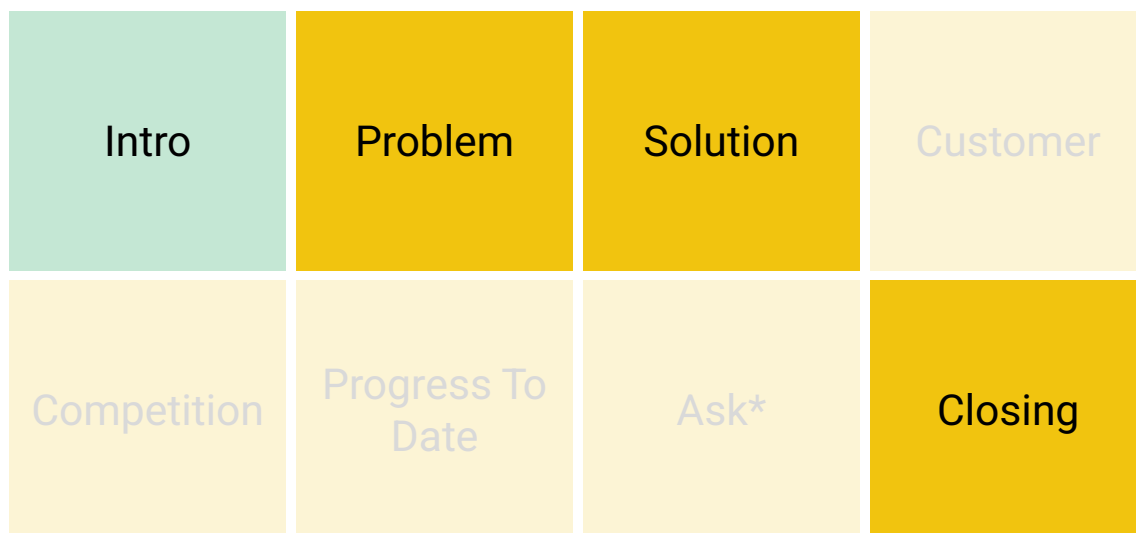 Intro
Problem
Solution
Customer
Competition
Progress To
Date
Ask*
Closing